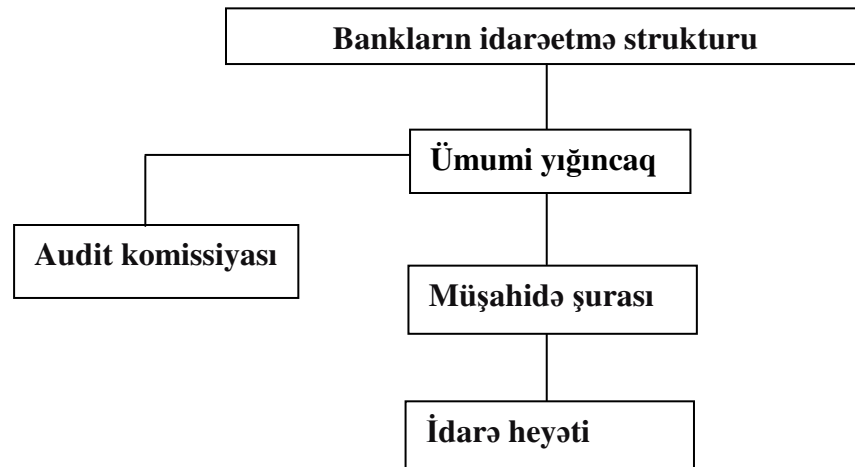 Bankların idarəetmə strukturu
Ümumi yığıncaq
Audit komissiyası
Müşahidə şurası
İdarə heyəti